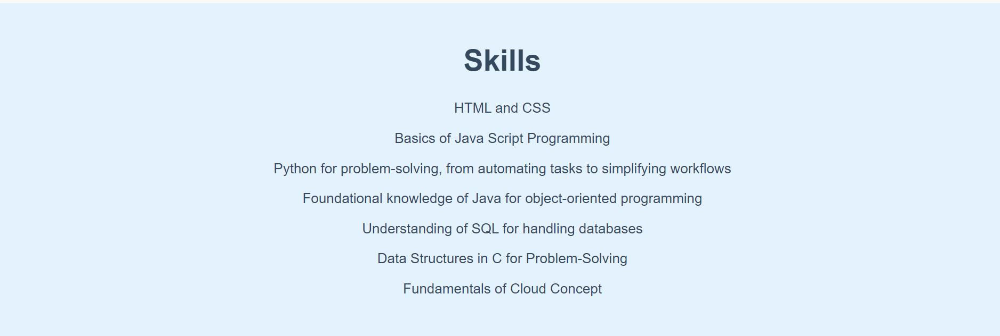 Skills
HTML and CSS
Basics of Java Script Programming
Python for problem-solving, from automating tasks to simplifying workflows
Foundational knowledge of Java for object-oriented programming
Understanding of SQL for handling databases
Data Structures in C for Problem-Solving
Fundamentals of Cloud Concept